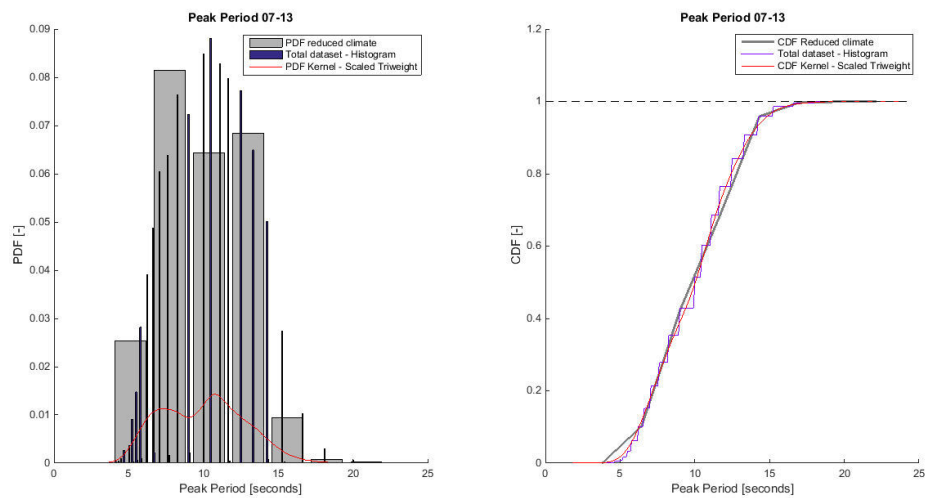 Peak Period 07-13
0.09
0.08
0.07
0.06
0.05
0.04
0.03
0.02
0.01
0
PDF [-]
PDF reduced climate
Total dataset - Histogram
PDF Kernel - Scaled Triweight
0 5 10 15 20 25
Peak Period [seconds]
Peak Period 07-13
1.2
1
0.8
0.6
0.4
0.2
0
CDF [-]
CDF Reduced climate
Total dataset - Histogram
CDF Kernel - Scaled Triweight
0 5 10 15 20 25
Peak Period [seconds]